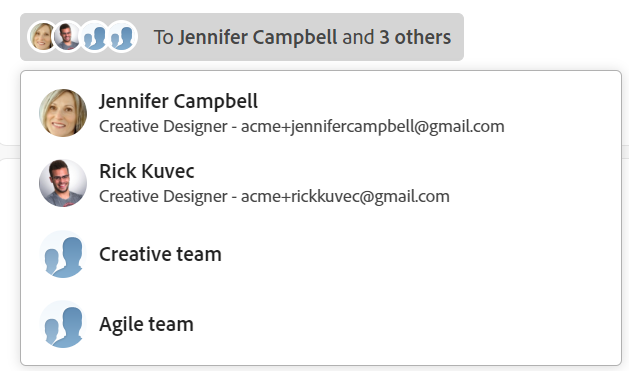 To Jennifer Campbell and 3 others
Jennifer Campbell
Creative Designer - acme+jennifercampbell@gmail.com
Rick Kuvec
Creative Designer - acme+rickkuvec@gmail.com
Creative team
Agile team